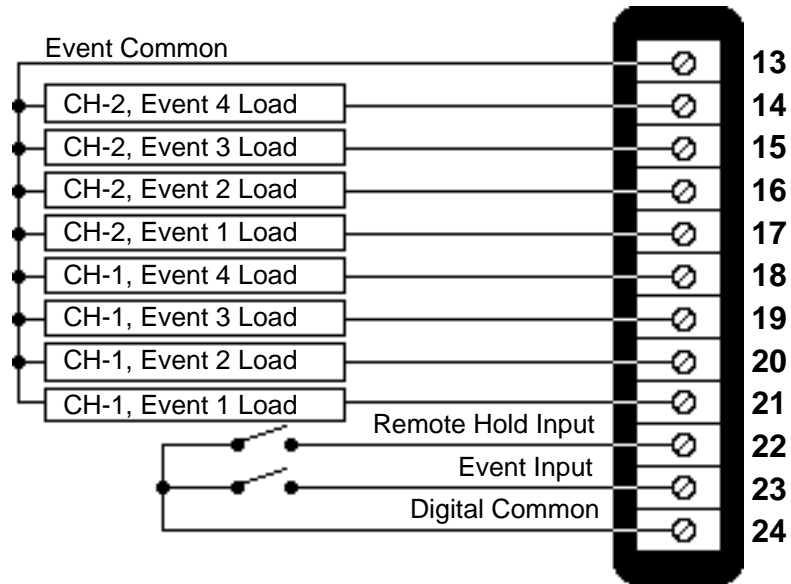 Event Common
13
CH-2, Event 4 Load
14
CH-2, Event 3 Load
15
CH-2, Event 2 Load
16
CH-2, Event 1 Load
17
CH-1, Event 4 Load
18
CH-1, Event 3 Load
19
CH-1, Event 2 Load
20
CH-1, Event 1 Load
21
Remote Hold Input
22
Event Input
23
Digital Common
24